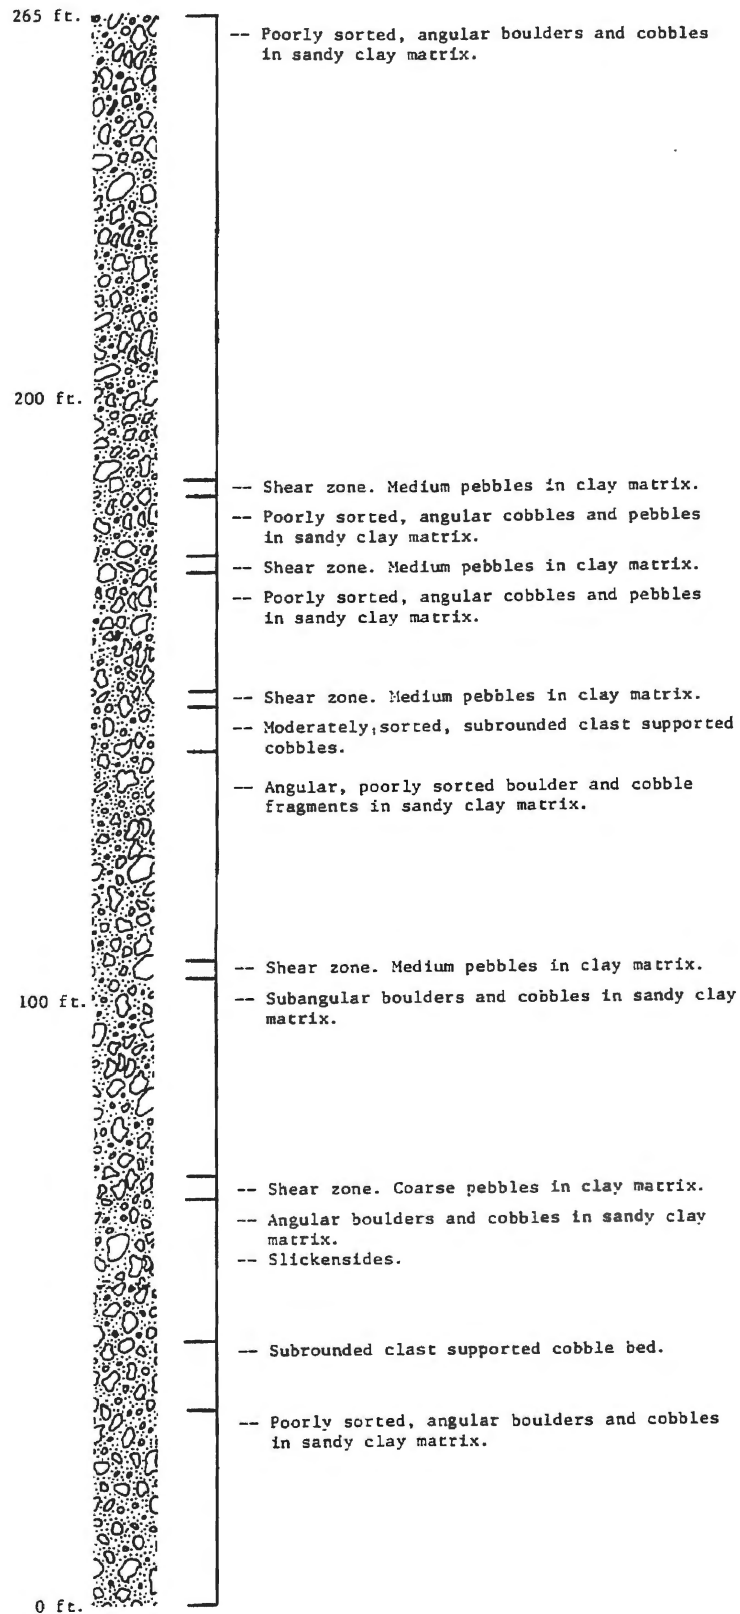 265 ft.
-- Poorly sorted, angular boulders and cobbles
in sandy clay matrix.
200 ft.
-- Shear zone. Medium pebbles in clay matrix.
-- Poorly sorted, angular cobbles and pebbles
in sandy clay matrix.
-- Shear zone. Medium pebbles in clay matrix.
-- Poorly sorted, angular cobbles and pebbles
in sandy clay matrix.
-- Shear zone. Medium pebbles in clay matrix.
-- Moderately sorted, subrounded clast supported
cobbles.
-- Angular, poorly sorted boulder and cobble
fragments in sandy clay matrix.
-- Shear zone. Medium pebbles in clay matrix.
100 ft.
-- Subangular boulders and cobbles in sandy clay
matrix.
-- Shear zone. Coarse pebbles in clay matrix.
-- Angular boulders and cobbles in sandy clay
matrix.
-- Slickensides.
-- Subrounded clast supported cobble bed.
-- Poorly sorted, angular boulders and cobbles
in sandy clay matrix.
0 ft.